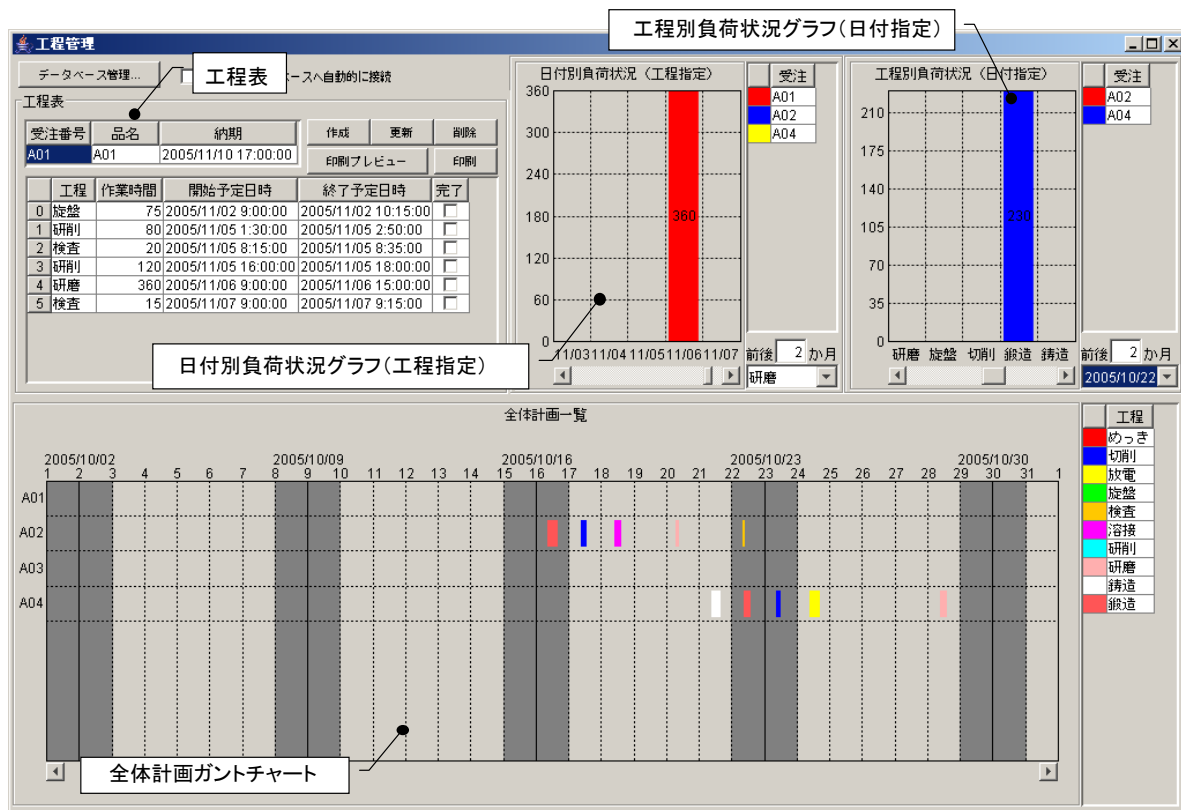 工程別負荷状況グラフ(日付指定)
工程管理
データベース管理...
工程表
ースへ自動的に接続
工程表
受注番号 品名 納期
A01 A01 2005/11/10 17:00:00
作成 更新 削除
印刷プレビュー 印刷
工程 作業時間 開始予定日時 終了予定日時 完了
0 旋盤 75 2005/11/02 9:00:00 2005/11/02 10:15:00
1 研削 80 2005/11/05 1:30:00 2005/11/05 2:50:00
2 検査 20 2005/11/05 8:15:00 2005/11/05 8:35:00
3 研削 120 2005/11/05 16:00:00 2005/11/05 18:00:00
4 研磨 360 2005/11/06 9:00:00 2005/11/06 15:00:00
5 検査 15 2005/11/07 9:00:00 2005/11/07 9:15:00
日付別負荷状況グラフ(工程指定)
日付別負荷状況(工程指定)
360
300
240
180
120
60
0
360
11/03 11/04 11/05 11/06 11/07
受注
A01
A02
A04
前後 2 か月
研磨
工程別負荷状況(日付指定)
210
175
140
105
70
35
0
230
研磨 旋盤 切削 鍛造 鋳造
受注
A02
A04
前後 2 か月
2005/10/22
全体計画一覧
2005/10/02 2005/10/09 2005/10/16 2005/10/23 2005/10/30
1 2 3 4 5 6 7 8 9 10 11 12 13 14 15 16 17 18 19 20 21 22 23 24 25 26 27 28 29 30 31 1
A01
A02
A03
A04
全体計画ガントチャート
工程
めっき
切削
放電
旋盤
検査
溶接
研削
研磨
鋳造
鍛造